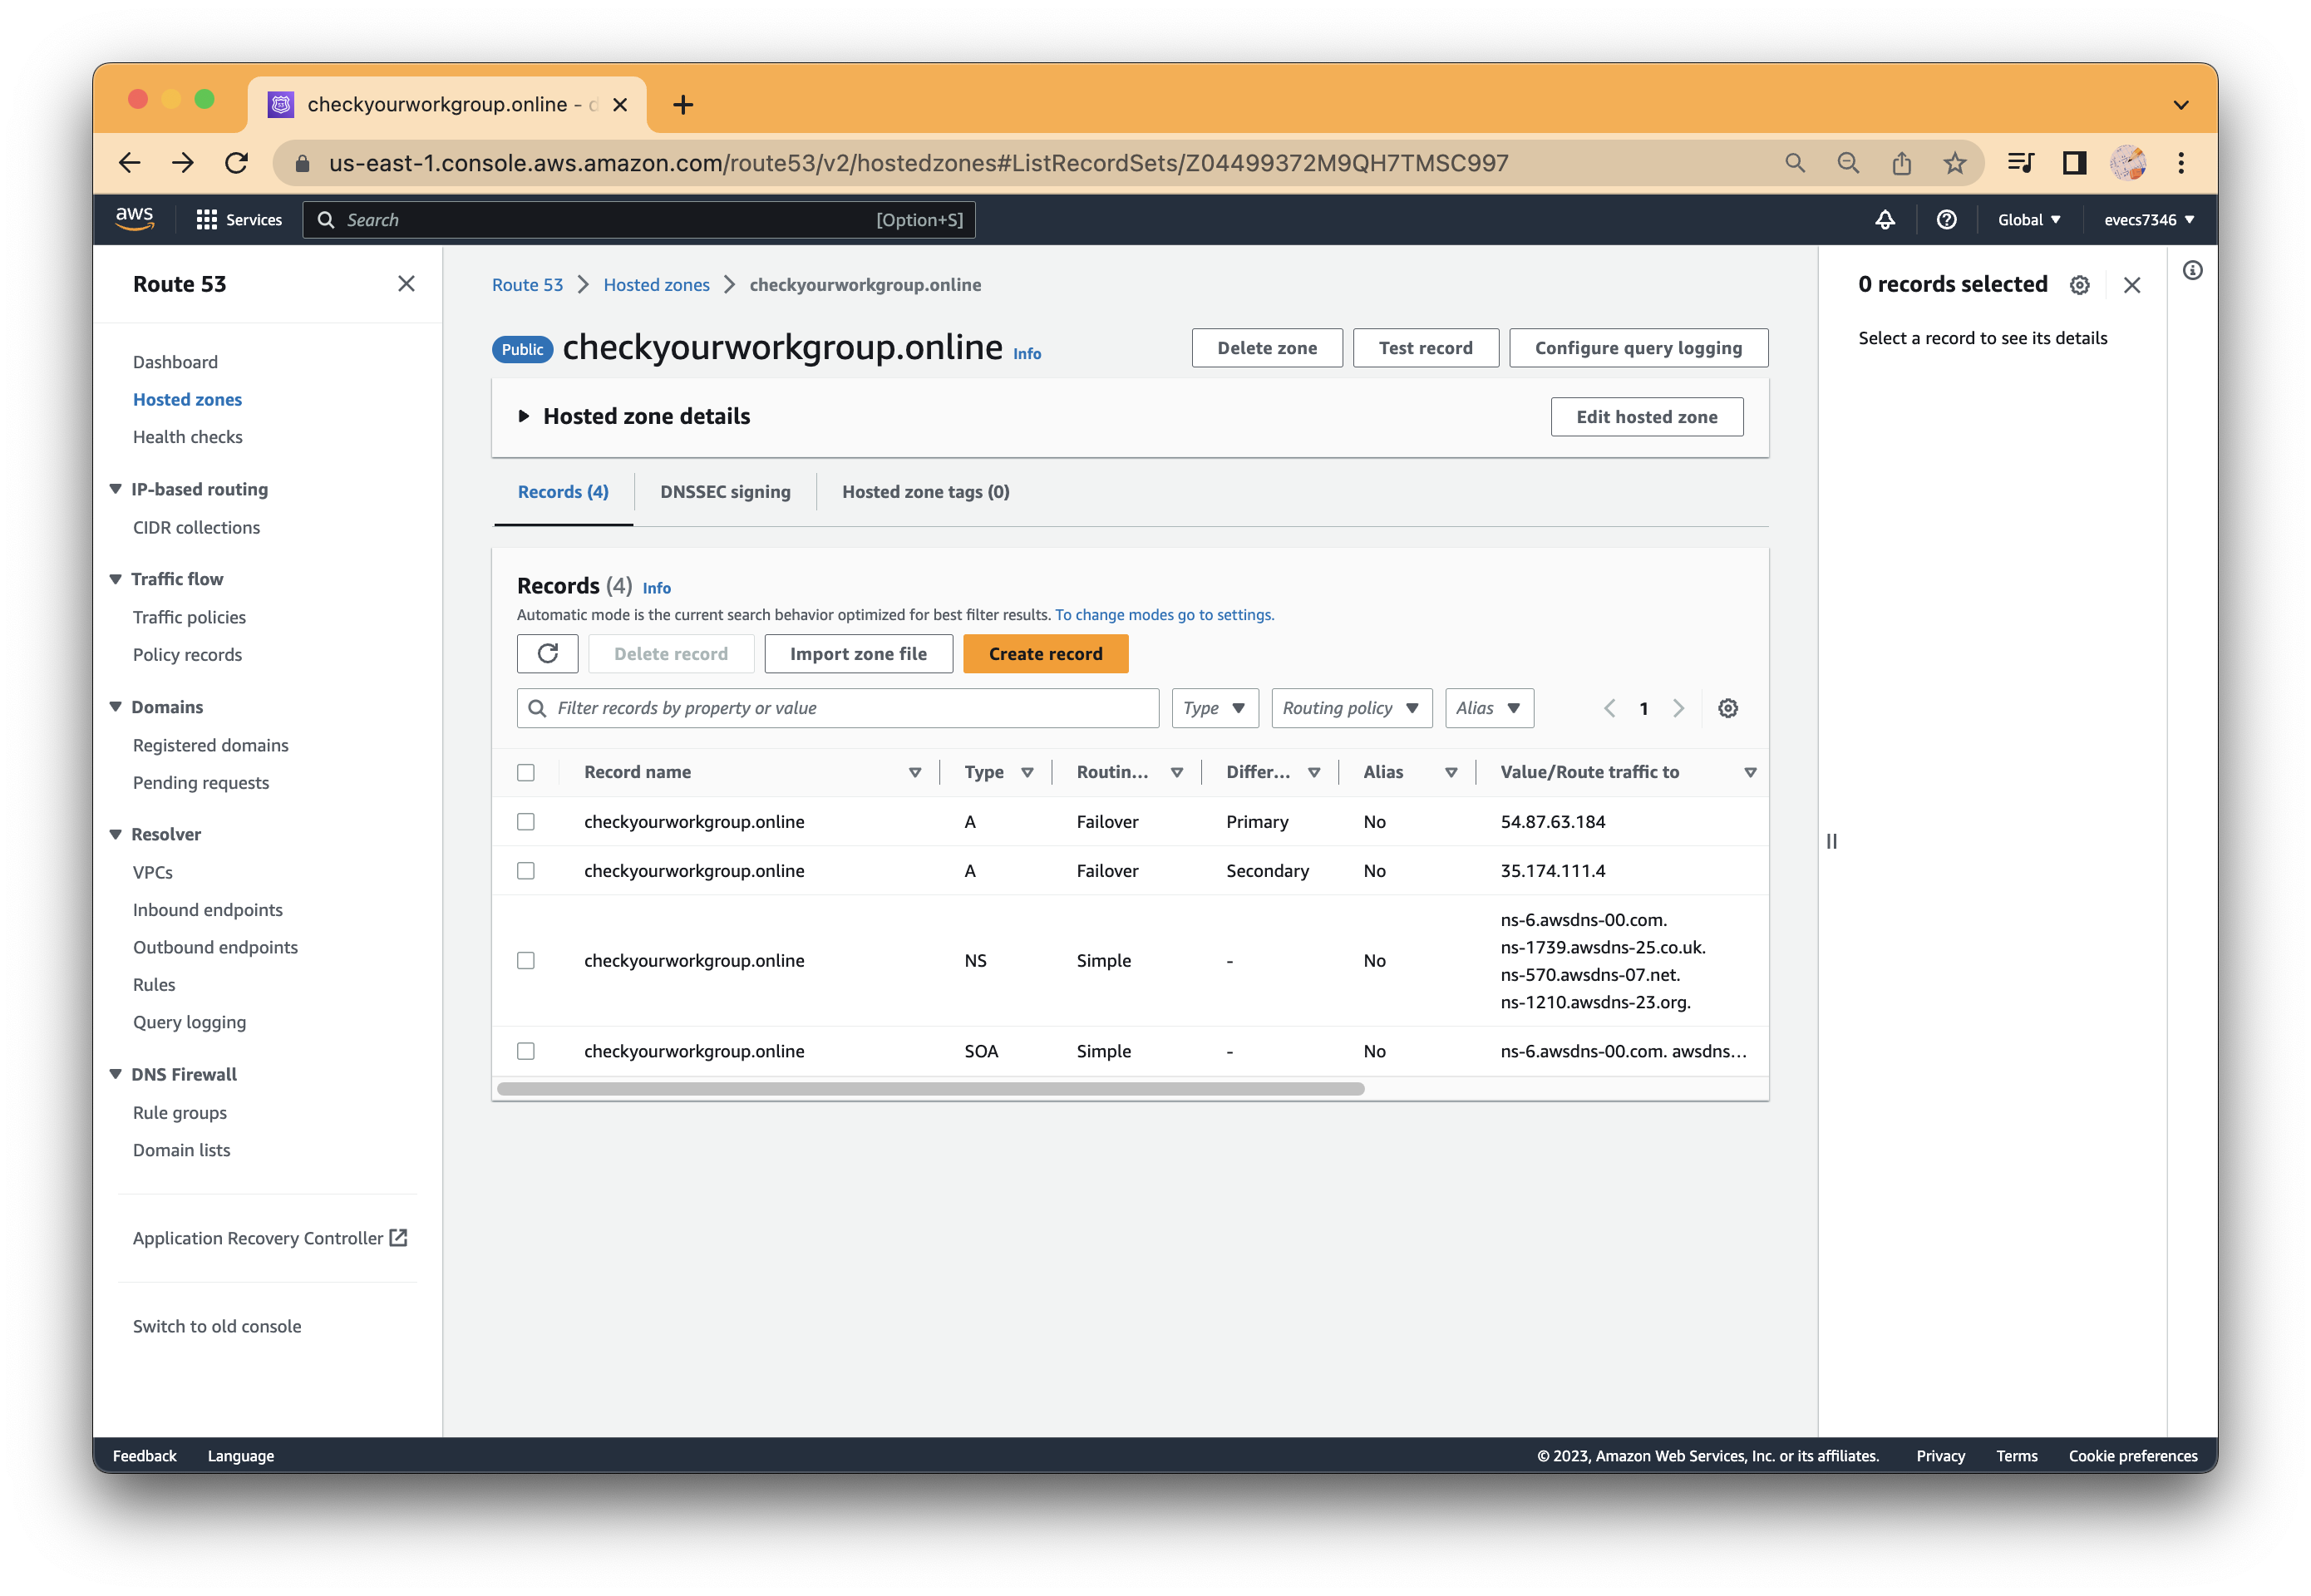 checkyourworkgroup.online - d
us-east-1.console.aws.amazon.com/route53/v2/hostedzones#ListRecordSets/Z04499372M9QH7TMSC997
aws
Services
Search
[Option+S]
Global
evecs7346
Route 53
Dashboard
Hosted zones
Health checks
IP-based routing
CIDR collections
Traffic flow
Traffic policies
Policy records
Domains
Registered domains
Pending requests
Resolver
VPCs
Inbound endpoints
Outbound endpoints
Rules
Query logging
DNS Firewall
Rule groups
Domain lists
Application Recovery Controller
Switch to old console
Route 53 Hosted zones checkyourworkgroup.online
Public checkyourworkgroup.online Info
Delete zone Test record Configure query logging
Hosted zone details Edit hosted zone
Records (4) DNSSEC signing Hosted zone tags (0)
Records (4) Info
Automatic mode is the current search behavior optimized for best filter results. To change modes go to settings.
Delete record Import zone file Create record
Filter records by property or value Type Routing policy Alias 1
Record name Type Routin... Differ... Alias Value/Route traffic to
checkyourworkgroup.online A Failover Primary No 54.87.63.184
checkyourworkgroup.online A Failover Secondary No 35.174.111.4
checkyourworkgroup.online NS Simple - No ns-6.awsdns-00.com.
ns-1739.awsdns-25.co.uk.
ns-570.awsdns-07.net.
ns-1210.awsdns-23.org.
checkyourworkgroup.online SOA Simple - No ns-6.awsdns-00.com. awsdns...
0 records selected
Select a record to see its details
Feedback Language © 2023, Amazon Web Services, Inc. or its affiliates. Privacy Terms Cookie preferences